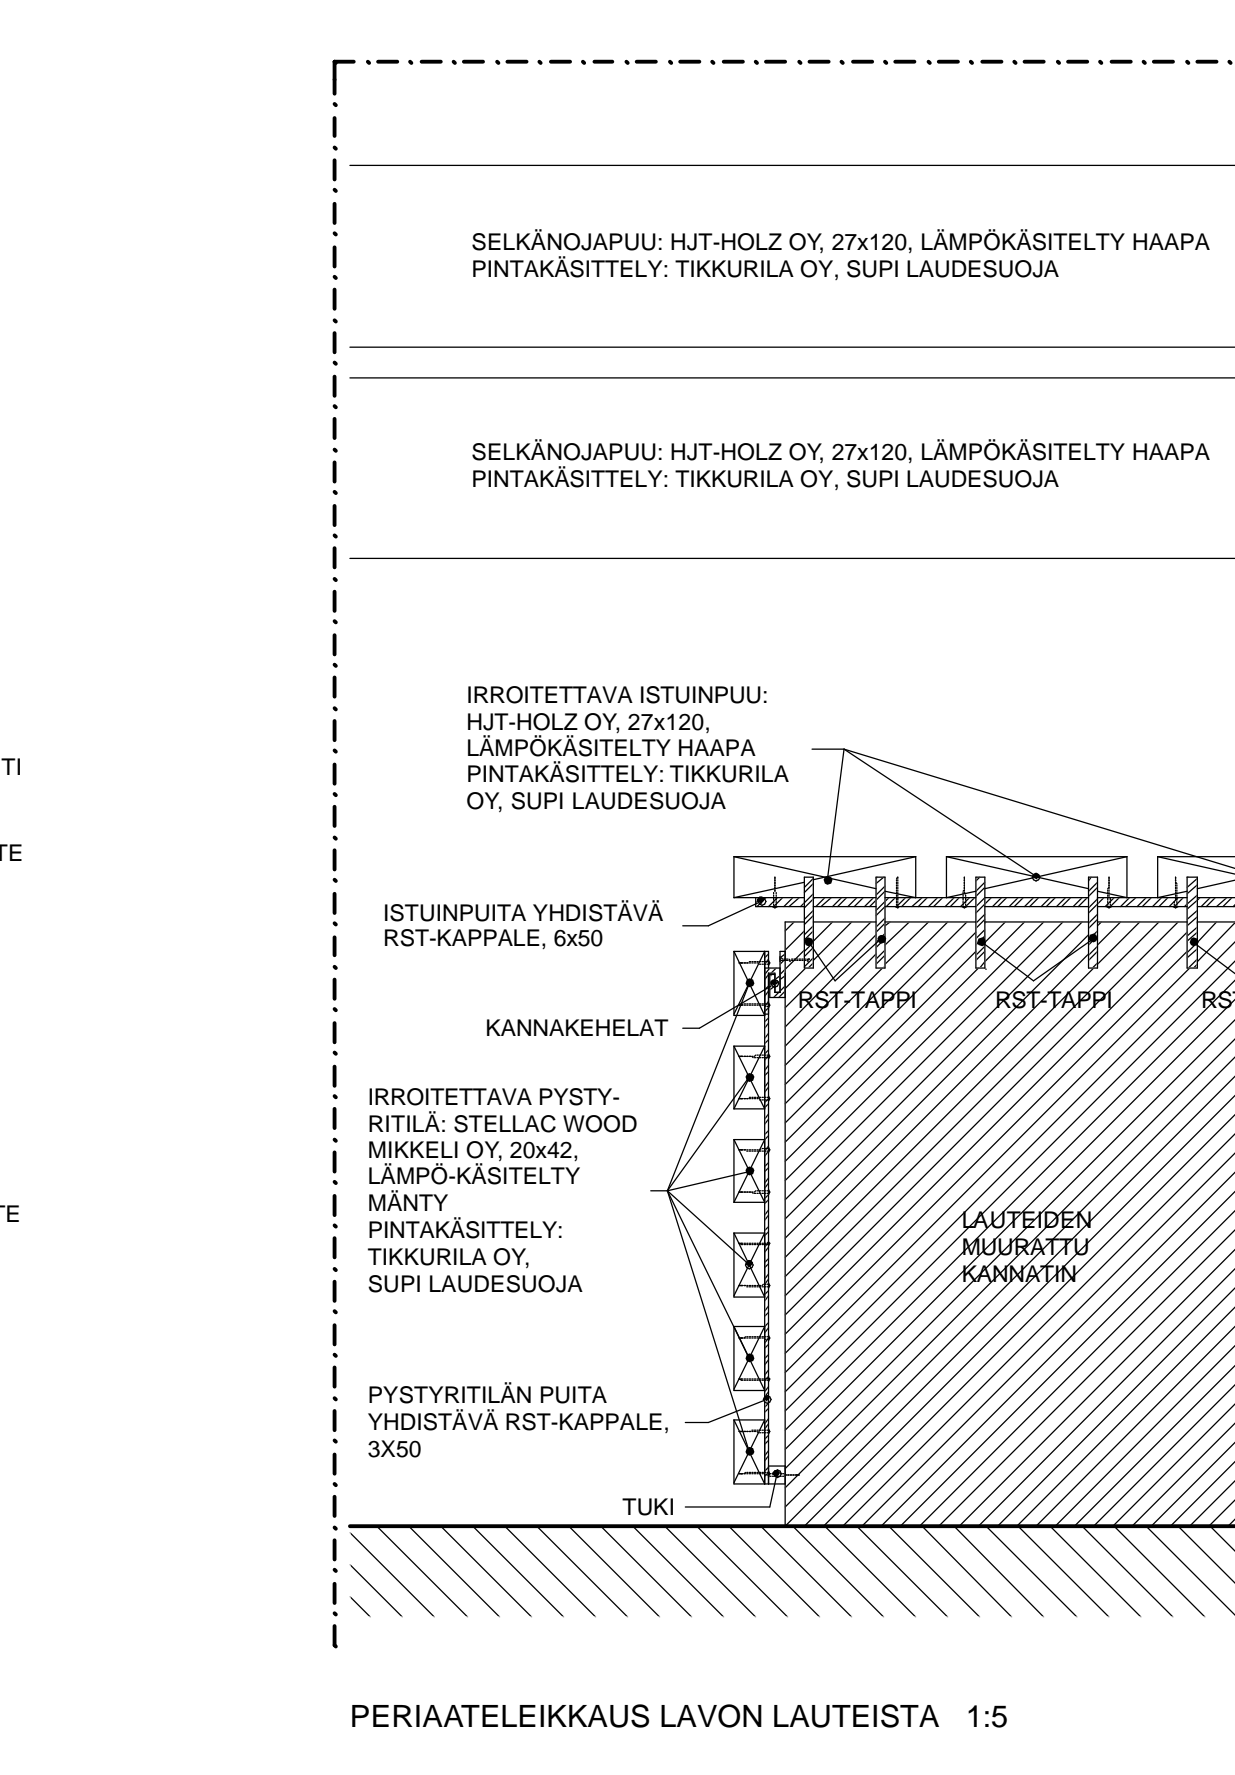 SELKÄNOJAPUU: HJT-HOLZ OY, 27x120, LÄMPÖKÄSITELTY HAAPA
PINTAKÄSITTELY: TIKKURILA OY, SUPI LAUDESUOJA
SELKÄNOJAPUU: HJT-HOLZ OY, 27x120, LÄMPÖKÄSITELTY HAAPA
PINTAKÄSITTELY: TIKKURILA OY, SUPI LAUDESUOJA
IRROITETTAVA ISTUINPUU:
HJT-HOLZ OY, 27x120,
LÄMPÖKÄSITELTY HAAPA
PINTAKÄSITTELY: TIKKURILA
OY, SUPI LAUDESUOJA
TI
TE
ISTUINPUITA YHDISTÄVÄ
RST-KAPPALE, 6x50
RST-TAPPI
RST-TAPPI
RST
KANNAKEHELAT
IRROITETTAVA PYSTY-
RITILÄ: STELLAC WOOD
MIKKELI OY, 20x42,
LÄMPÖ-KÄSITELTY
MÄNTY
PINTAKÄSITTELY:
TIKKURILA OY,
SUPI LAUDESUOJA
TE
LAUTEIDEN
MUURATTU
KANNATIN
PYSTYRITILÄN PUITA
YHDISTÄVÄ RST-KAPPALE,
3X50
TUKI
PERIAATELEIKKAUS LAVON LAUTEISTA 1:5